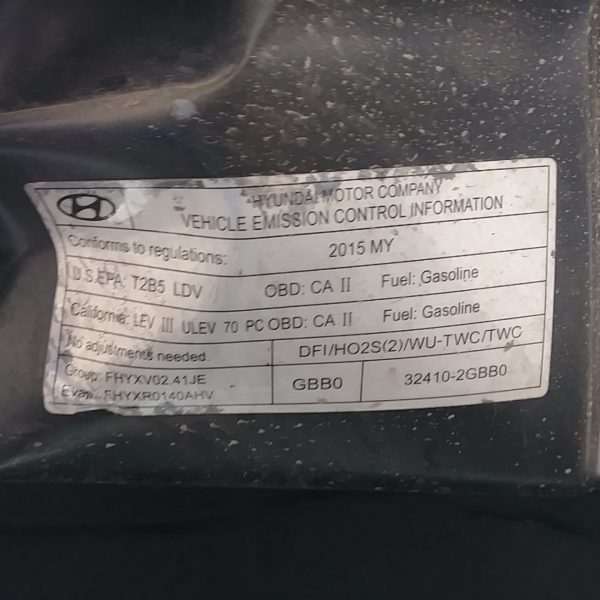 HYUNDAI MOTOR COMPANY
VEHICLE EMISSION CONTROL INFORMATION
Conforms to regulations: 2015 MY
U.S.EPA: T2B5 LDV OBD: CA II Fuel: Gasoline
California: LEV III ULEV 70 PC OBD: CA II Fuel: Gasoline
No adjustments needed. DFI/HO2S(2)/WU-TWC/TWC
Group: FHYXV02.41JE GBB0 32410-2GBB0
Evap: FHYXR0140AHV